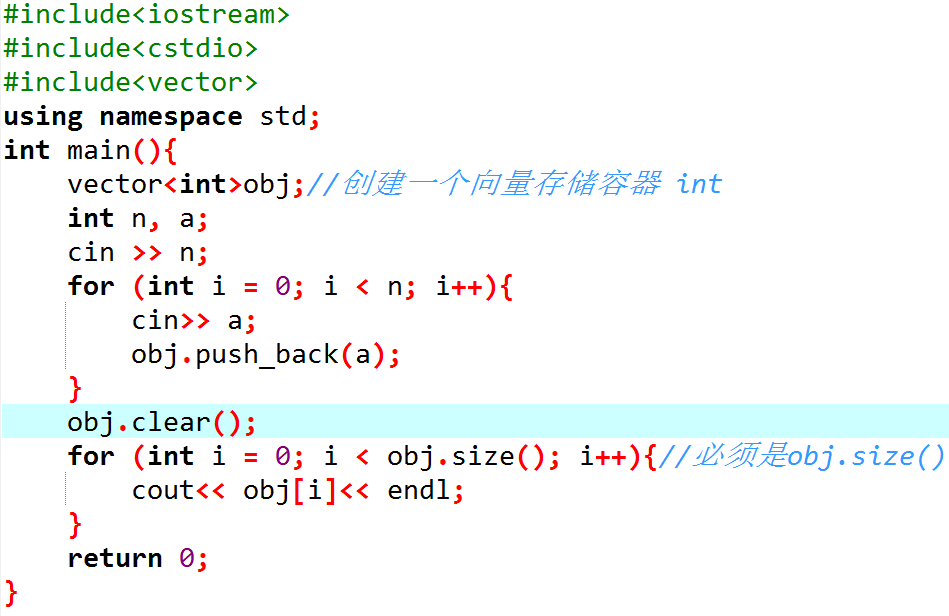 #include<iostream>
#include<cstdio>
#include<vector>
using namespace std;
int main(){
    vector<int>obj;//创建一个向量存储容器 int
    int n, a;
    cin >> n;
    for (int i = 0; i < n; i++){
        cin>> a;
        obj.push_back(a);
    }
    obj.clear();
    for (int i = 0; i < obj.size(); i++){//必须是obj.size()
        cout<< obj[i]<< endl;
    }
    return 0;
}